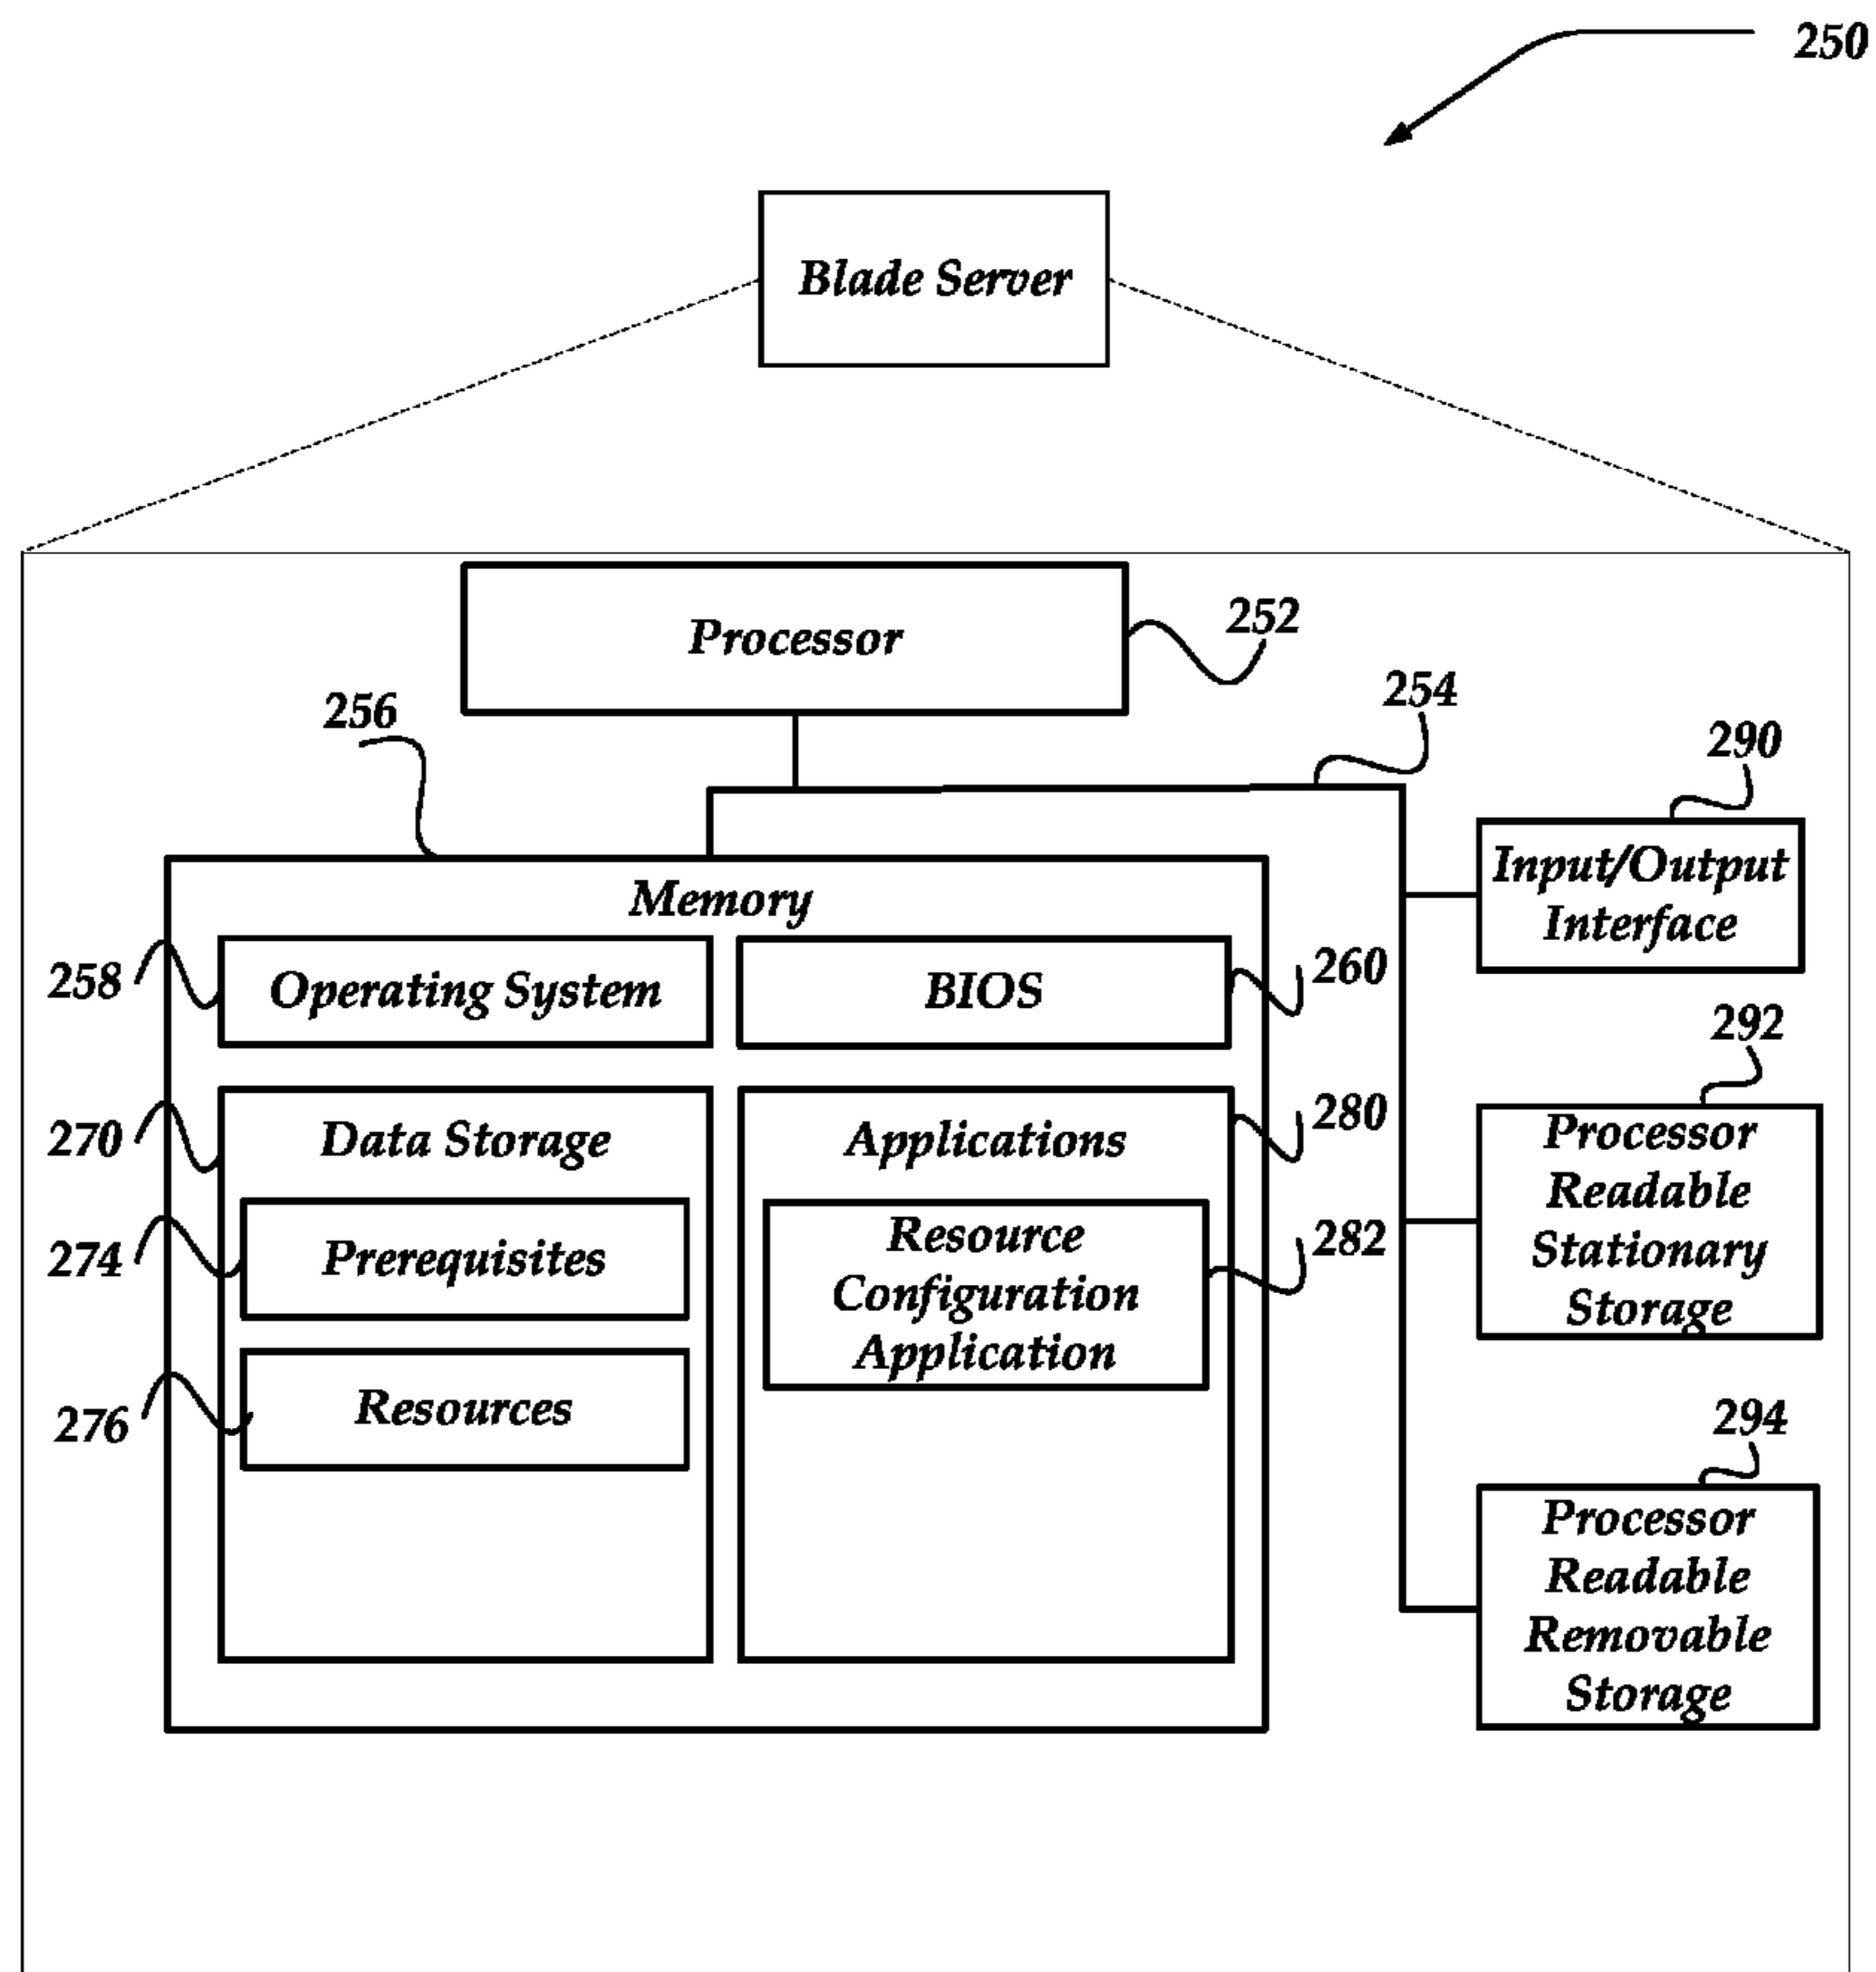 250
Blade Server
Processor
252
254
256
290
Input/Output
Interface
Memory
258
Operating System
BIOS
260
292
Processor
Readable
Stationary
Storage
270
Data Storage
Applications
280
274
Prerequisites
Resource
Configuration
Application
282
276
Resources
294
Processor
Readable
Removable
Storage